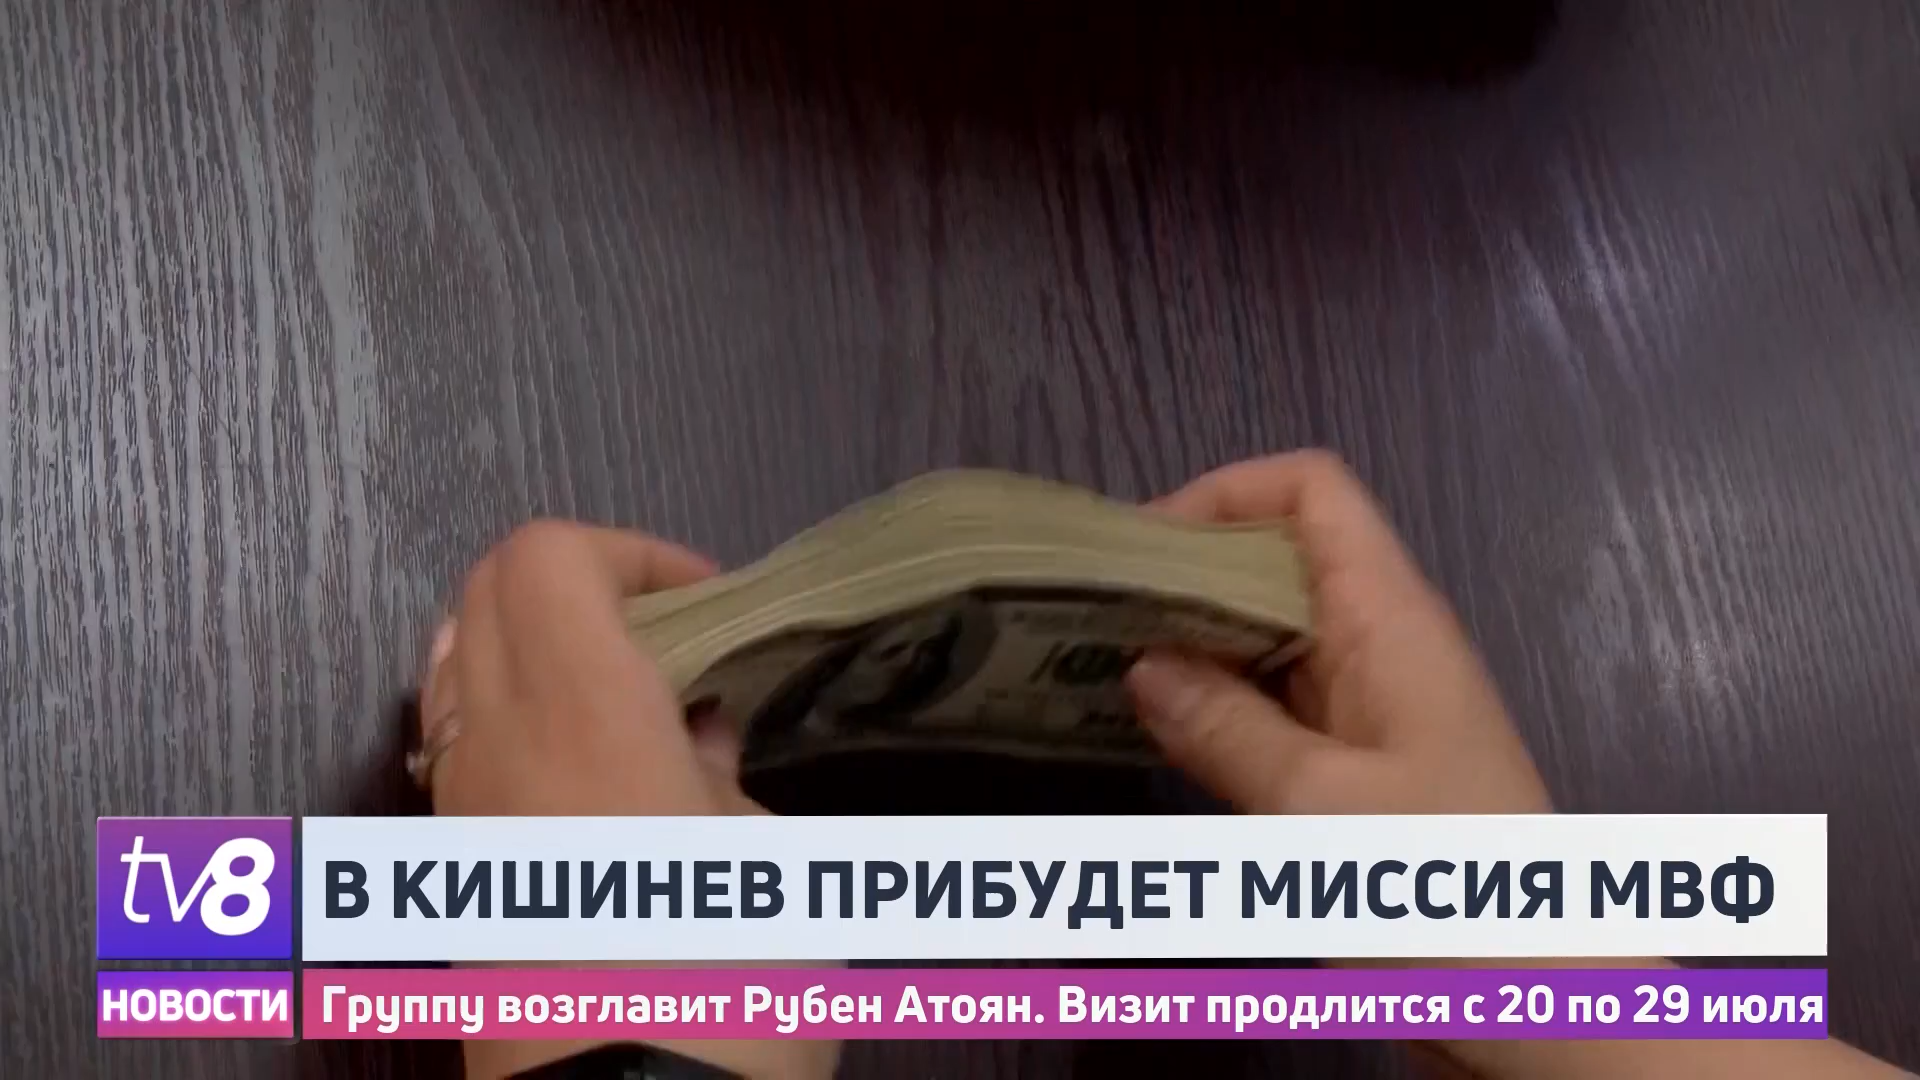 tv8
В КИШИНЕВ ПРИБУДЕТ МИССИЯ МВФ
НОВОСТИ
Группу возглавит Рубен Атоян. Визит продлится с 20 по 29 июля